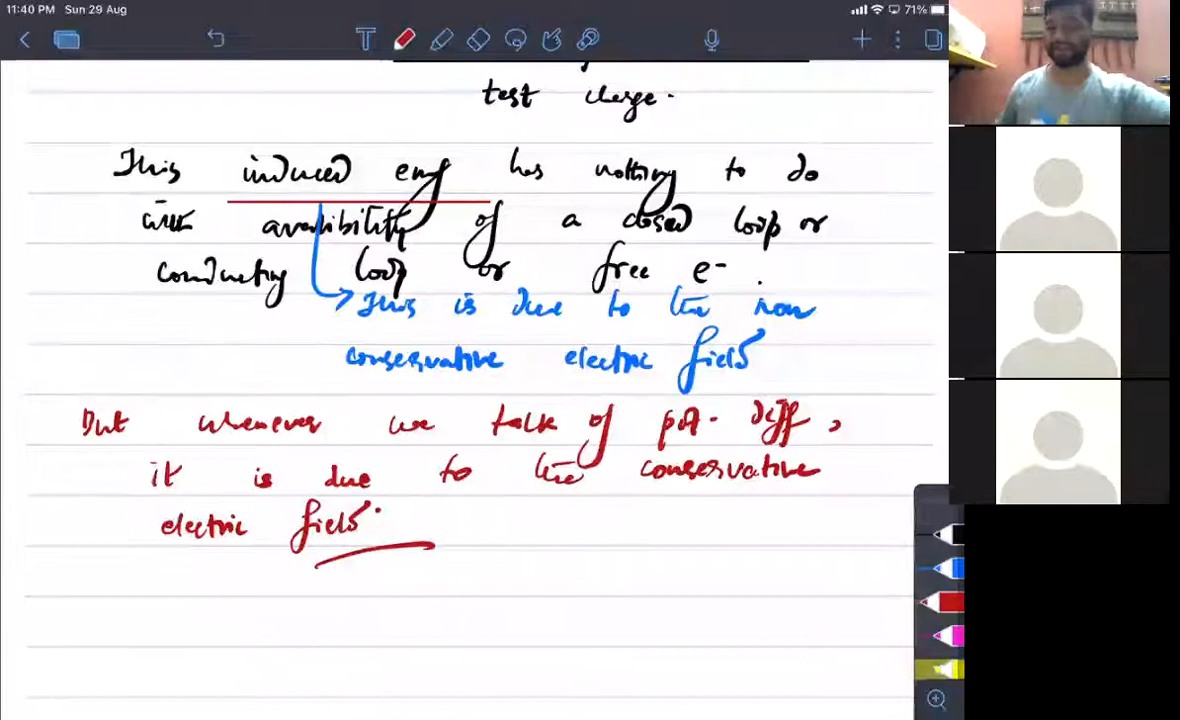 11:40 PM Sun 29 Aug
71%
test charge.
This induced emf has nothing to do
with availibility of a closed loop or
conducting loop or free e-.
This is due to the non
conservative electric field
But whenever we talk of pot. diff,
it is due to the conservative
electric field.